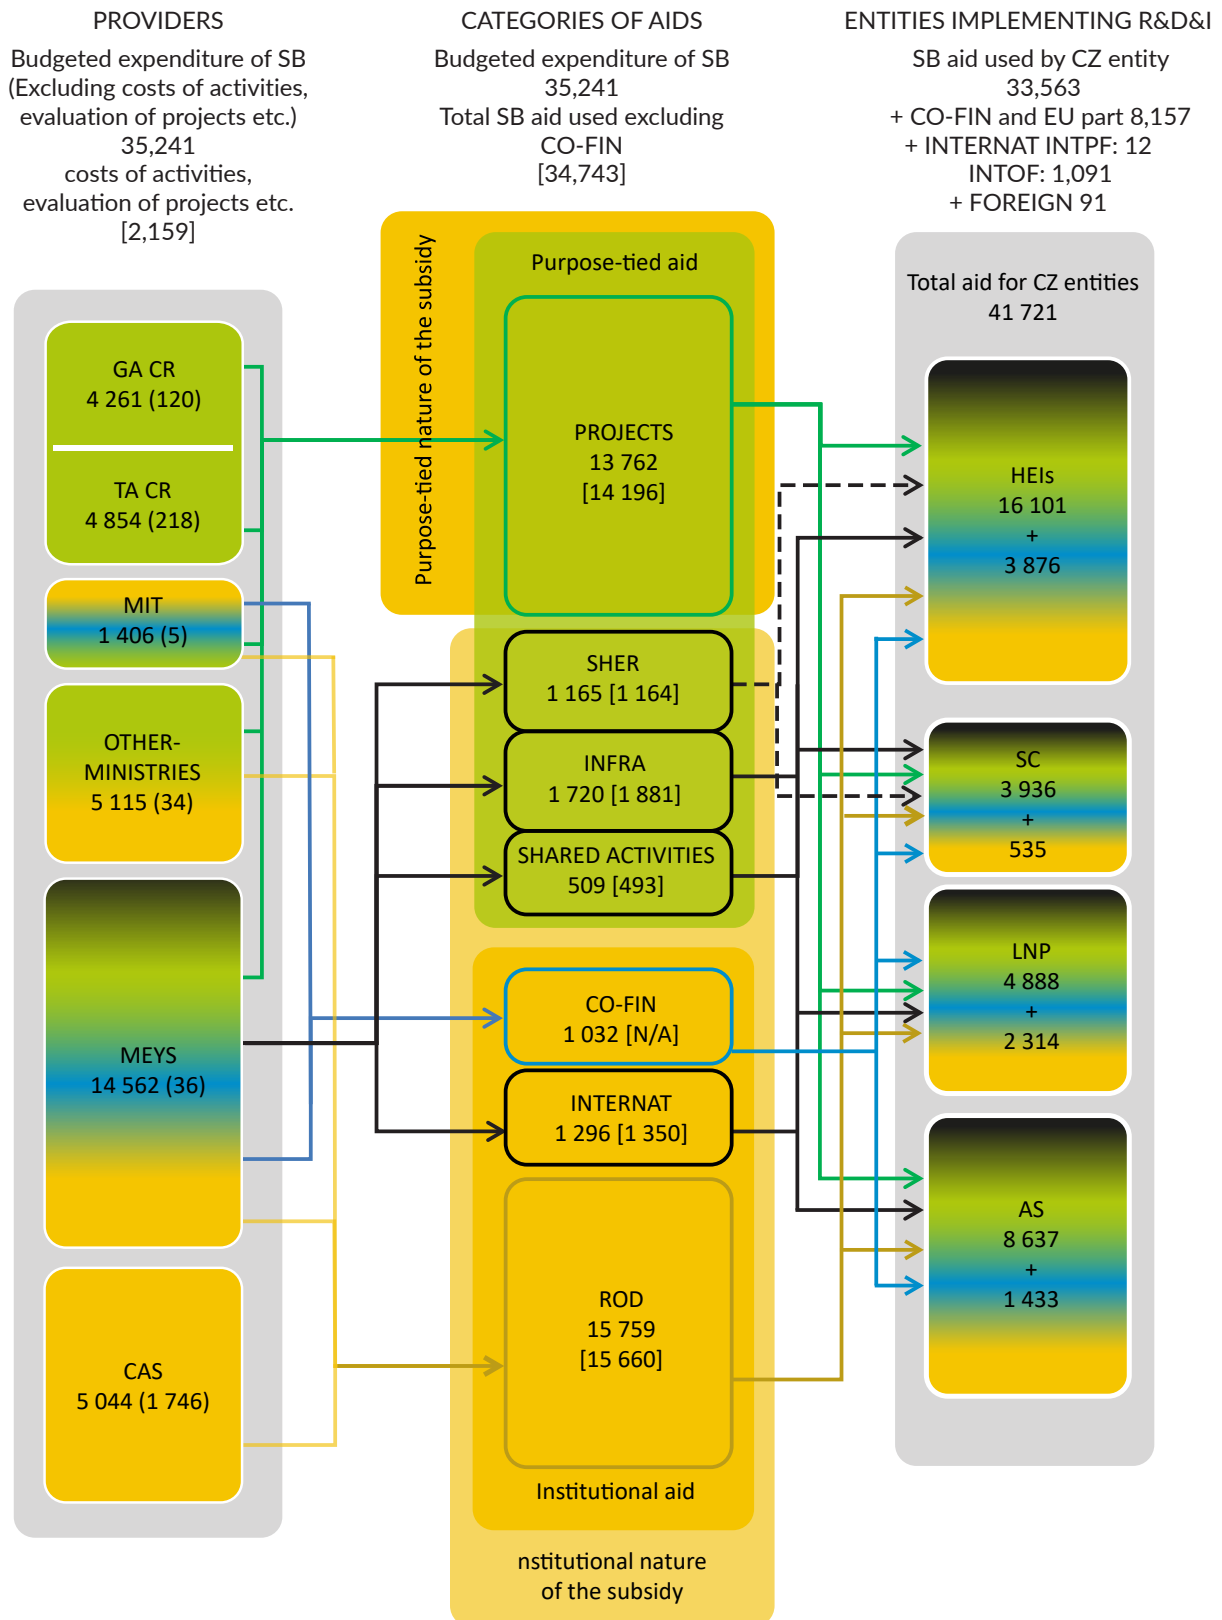 PROVIDERS
Budgeted expenditure of SB
(Excluding costs of activities,
evaluation of projects etc.)
35,241
costs of activities,
evaluation of projects etc.
[2,159]
CATEGORIES OF AIDS
Budgeted expenditure of SB
35,241
Total SB aid used excluding
CO-FIN
[34,743]
ENTITIES IMPLEMENTING R&D&I
SB aid used by CZ entity
33,563
+ CO-FIN and EU part 8,157
+ INTERNAT INTPF: 12
INTOF: 1,091
+ FOREIGN 91
GA CR
4 261 (120)
TA CR
4 854 (218)
MIT
1 406 (5)
OTHER-
MINISTRIES
5 115 (34)
MEYS
14 562 (36)
CAS
5 044 (1 746)
Purpose-tied nature of the subsidy
Purpose-tied aid
PROJECTS
13 762
[14 196]
SHER
1 165 [1 164]
INFRA
1 720 [1 881]
SHARED ACTIVITIES
509 [493]
CO-FIN
1 032 [N/A]
INTERNAT
1 296 [1 350]
ROD
15 759
[15 660]
Institutional aid
nstitutional nature
of the subsidy
Total aid for CZ entities
41 721
HEIs
16 101
+
3 876
SC
3 936
+
535
LNP
4 888
+
2 314
AS
8 637
+
1 433